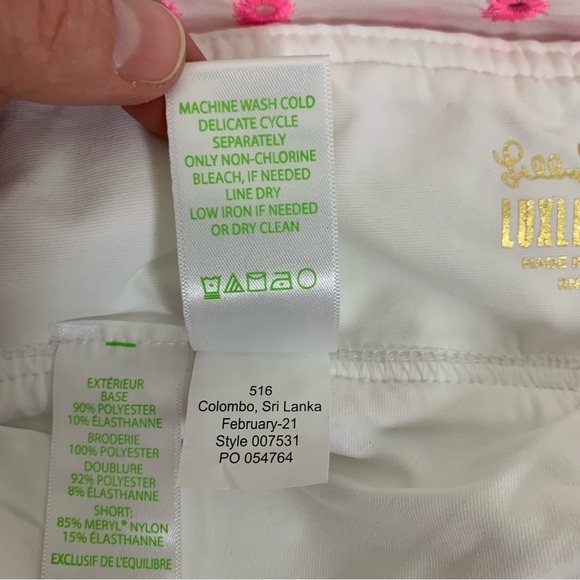 MACHINE WASH COLD
DELICATE CYCLE
SEPARATELY
ONLY NON-CHLORINE
BLEACH, IF NEEDED
LINE DRY
LOW IRON IF NEEDED
OR DRY CLEAN
MADE
516
Colombo, Sri Lanka
February-21
Style 007531
PO 054764
EXTÉRIEUR
BASE
90% POLYESTER
10% ÉLASTHANNE
BRODERIE
100% POLYESTER
DOUBLURE
92% POLYESTER
8% ÉLASTHANNE
SHORT:
85% MERYL® NYLON
15% ÉLASTHANNE
EXCLUSIF DE L'EQUILIBRE